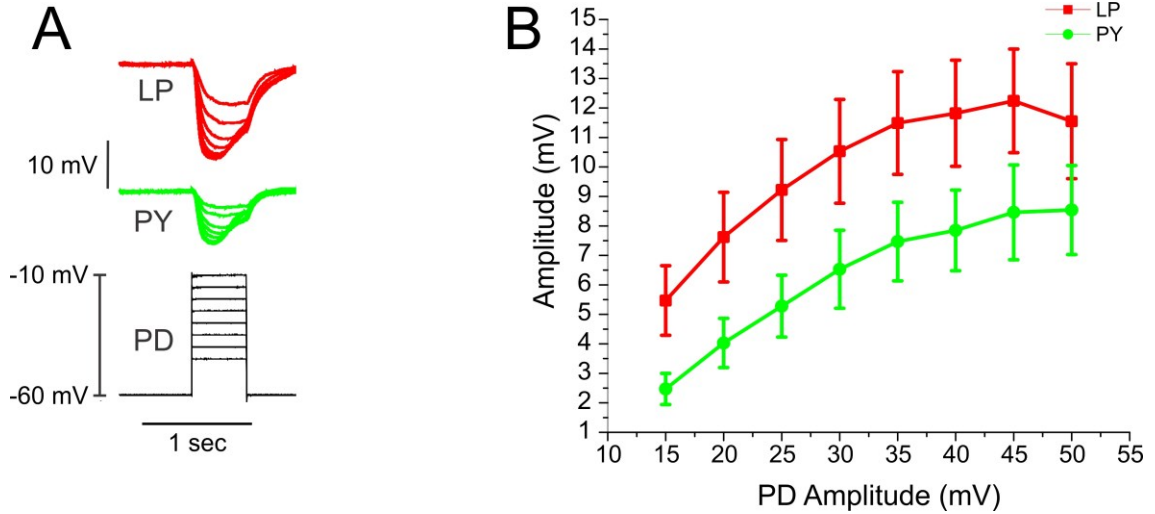 A
LP
10 mV
PY
-10 mV
PD
-60 mV
1 sec
B
LP
PY
Amplitude (mV)
15
14
13
12
11
10
9
8
7
6
5
4
3
2
1
10 15 20 25 30 35 40 45 50 55
PD Amplitude (mV)